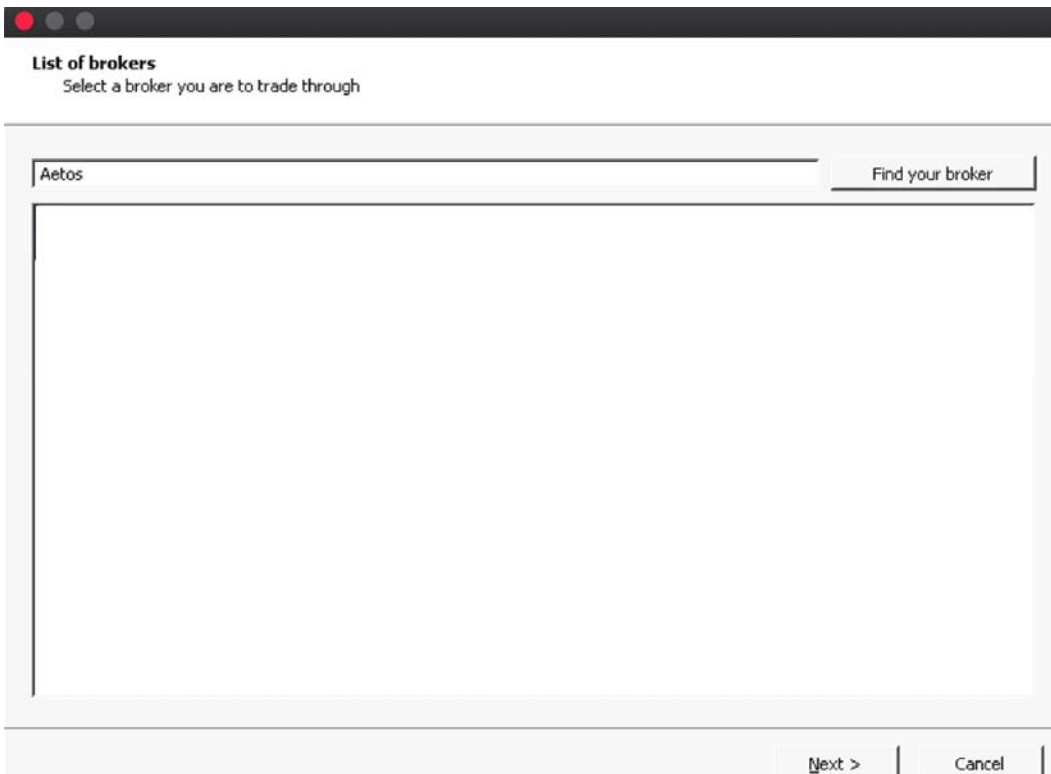 List of brokers
Select a broker you are to trade through
Aetos
Find your broker
Next >
Cancel